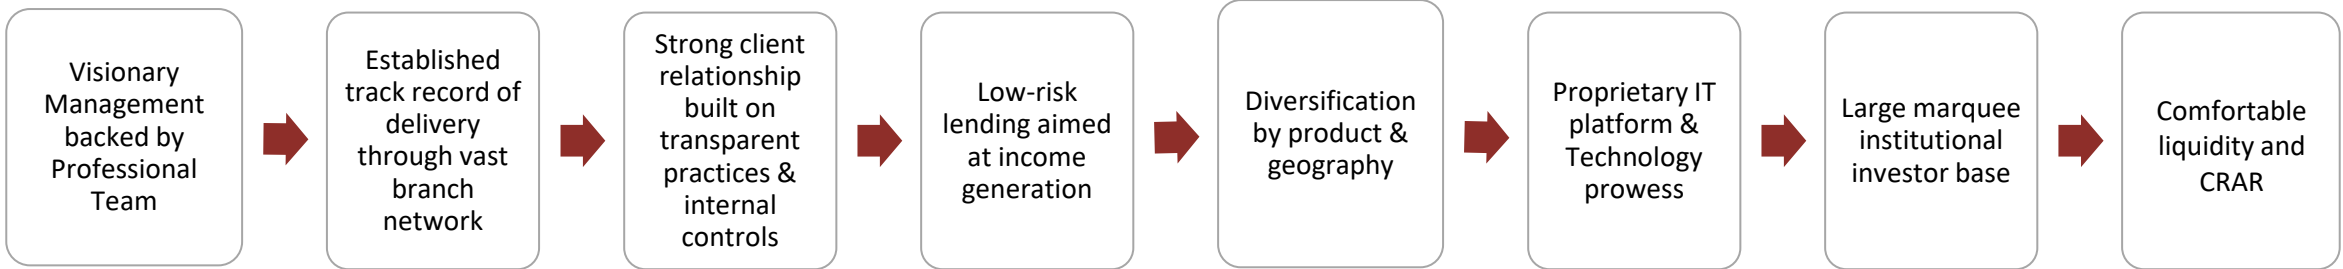 Visionary
Management
backed by
Professional
Team
Established
track record of
delivery
through vast
branch
network
Strong client
relationship
built on
transparent
practices &
internal
controls
Low-risk
lending aimed
at income
generation
Diversification
by product &
geography
Proprietary IT
platform &
Technology
prowess
Large marquee
institutional
investor base
Comfortable
liquidity and
CRAR